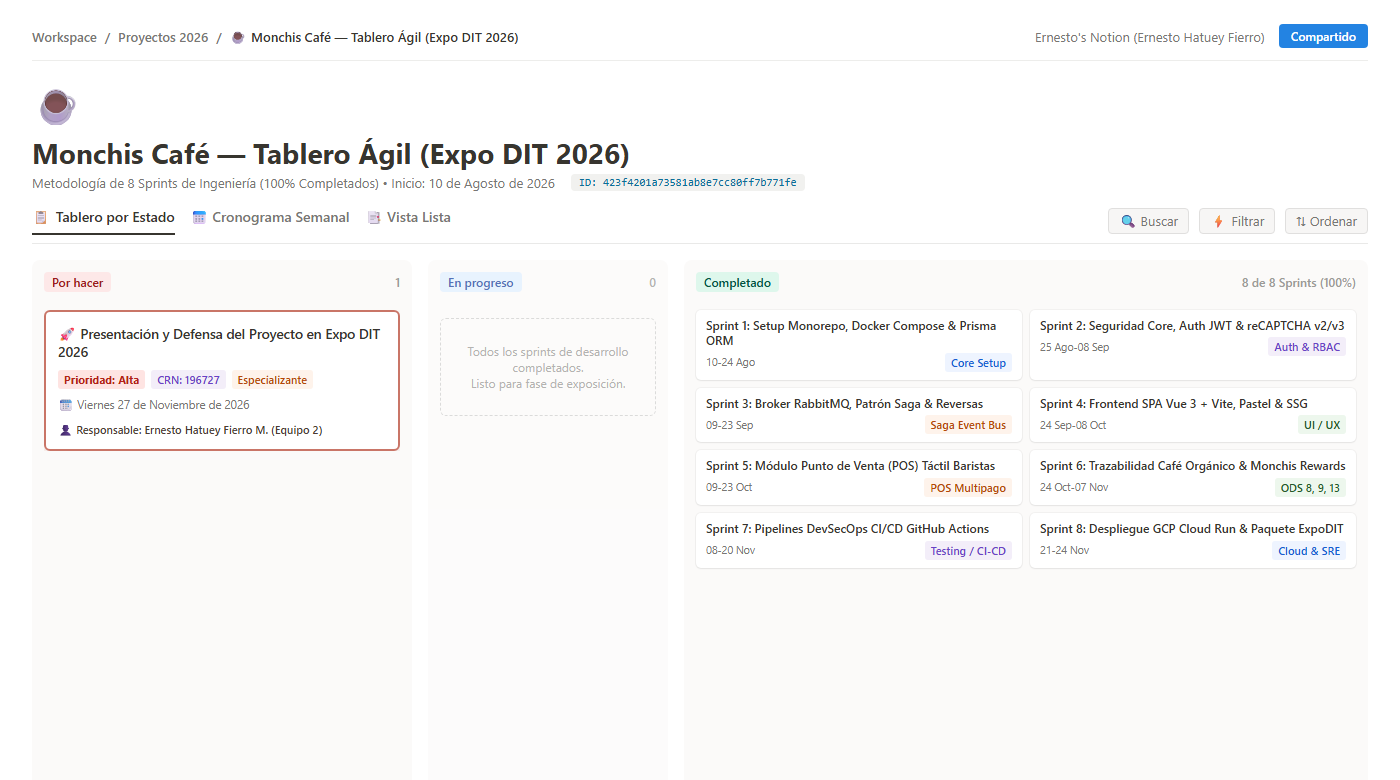 Workspace / Proyectos 2026 / Monchis Café — Tablero Ágil (Expo DIT 2026)
Ernesto's Notion (Ernesto Hatuey Fierro)
Compartido
Monchis Café — Tablero Ágil (Expo DIT 2026)
Metodología de 8 Sprints de Ingeniería (100% Completados) • Inicio: 10 de Agosto de 2026
ID: 423f4201a73581ab8e7cc80ff7b771fe
Tablero por Estado
Cronograma Semanal
Vista Lista
Buscar
Filtrar
Ordenar
Por hacer
1
Presentación y Defensa del Proyecto en Expo DIT
2026
Prioridad: Alta
CRN: 196727
Especializante
Viernes 27 de Noviembre de 2026
Responsable: Ernesto Hatuey Fierro M. (Equipo 2)
En progreso
0
Todos los sprints de desarrollo
completados.
Listo para fase de exposición.
Completado
8 de 8 Sprints (100%)
Sprint 1: Setup Monorepo, Docker Compose & Prisma
ORM
10-24 Ago
Core Setup
Sprint 2: Seguridad Core, Auth JWT & reCAPTCHA v2/v3
25 Ago-08 Sep
Auth & RBAC
Sprint 3: Broker RabbitMQ, Patrón Saga & Reversas
09-23 Sep
Saga Event Bus
Sprint 4: Frontend SPA Vue 3 + Vite, Pastel & SSG
24 Sep-08 Oct
UI / UX
Sprint 5: Módulo Punto de Venta (POS) Táctil Baristas
09-23 Oct
POS Multipago
Sprint 6: Trazabilidad Café Orgánico & Monchis Rewards
24 Oct-07 Nov
ODS 8, 9, 13
Sprint 7: Pipelines DevSecOps CI/CD GitHub Actions
08-20 Nov
Testing / CI-CD
Sprint 8: Despliegue GCP Cloud Run & Paquete ExpoDIT
21-24 Nov
Cloud & SRE